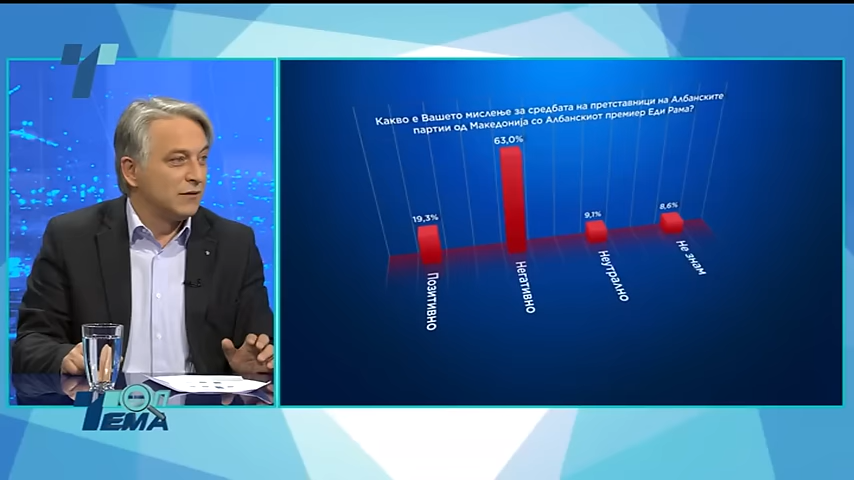 Какво е Вашето мислење за средбата на претставници на Албанските
партии од Македонија со Албанскиот премиер Еди Рама?
63,0%
19,3%
9,1%
8,6%
Позитивно
Негативно
Неутрално
Не знам
ТЕМА